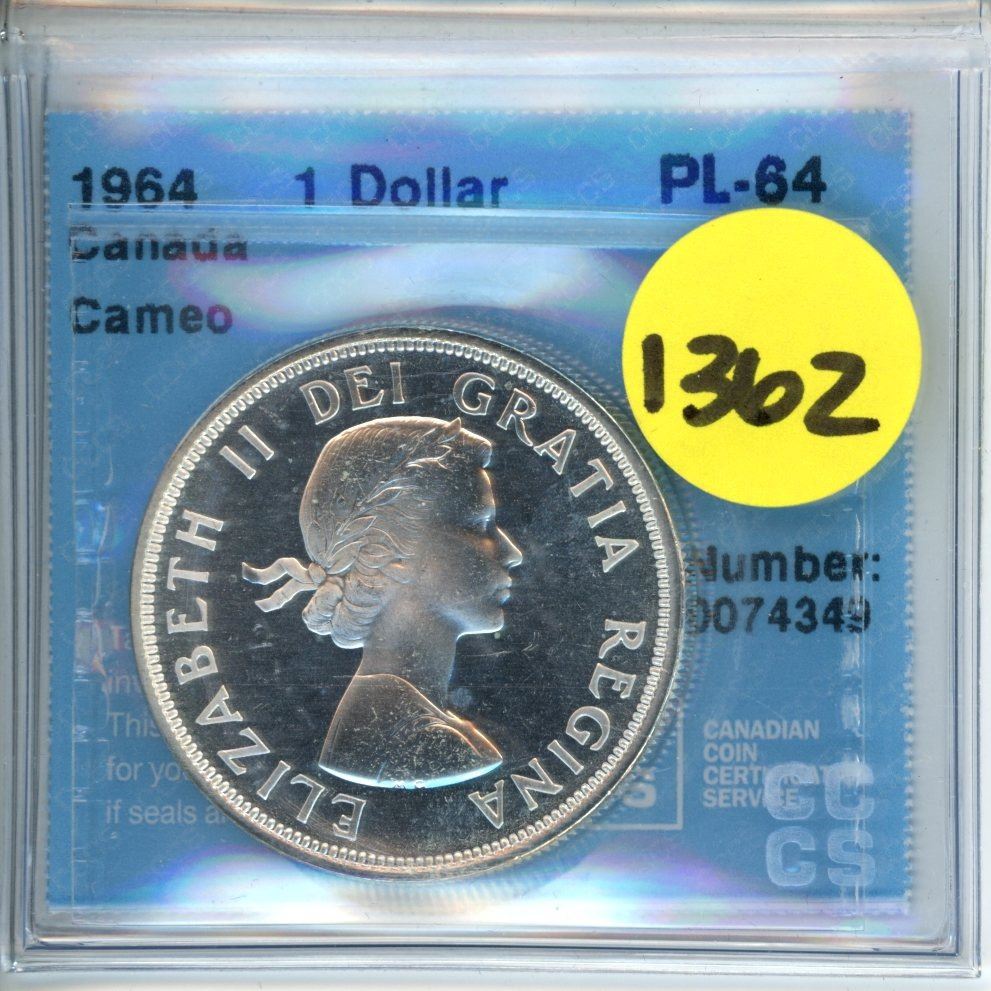 1964 1 Dollar PL-64
Canada
Cameo
1362
ELIZABETH II DEI GRATIA REGINA
Number:
0074349
This
for you
if seals
CANADIAN
COIN
CERTIFICATION
SERVICE
CC
CS